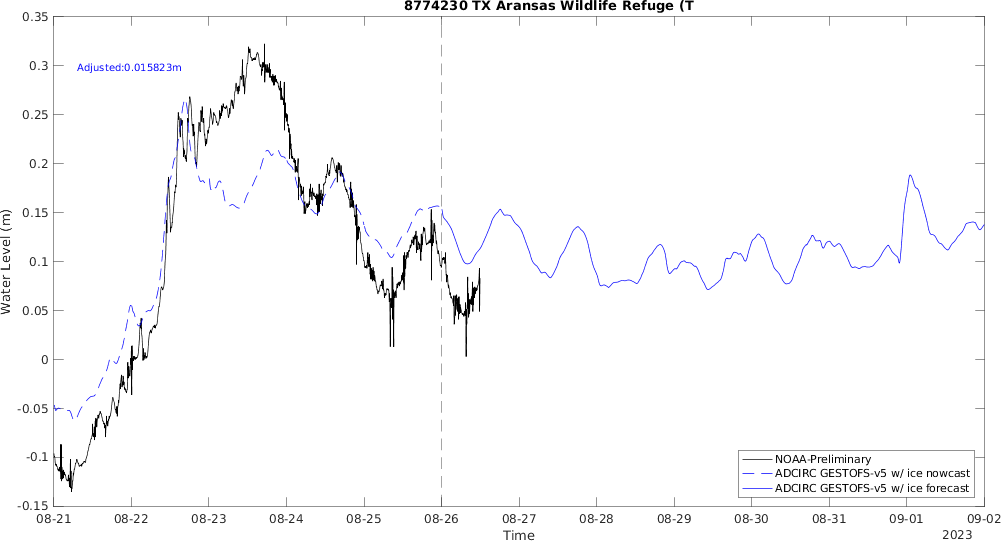 8774230 TX Aransas Wildlife Refuge (T
Adjusted:0.015823m
Water Level (m)
0.35
0.3
0.25
0.2
0.15
0.1
0.05
0
-0.05
-0.1
-0.15
NOAA-Preliminary
ADCIRC GESTOFS-v5 w/ ice nowcast
ADCIRC GESTOFS-v5 w/ ice forecast
08-21 08-22 08-23 08-24 08-25 08-26 08-27 08-28 08-29 08-30 08-31 09-01 09-02
Time
2023